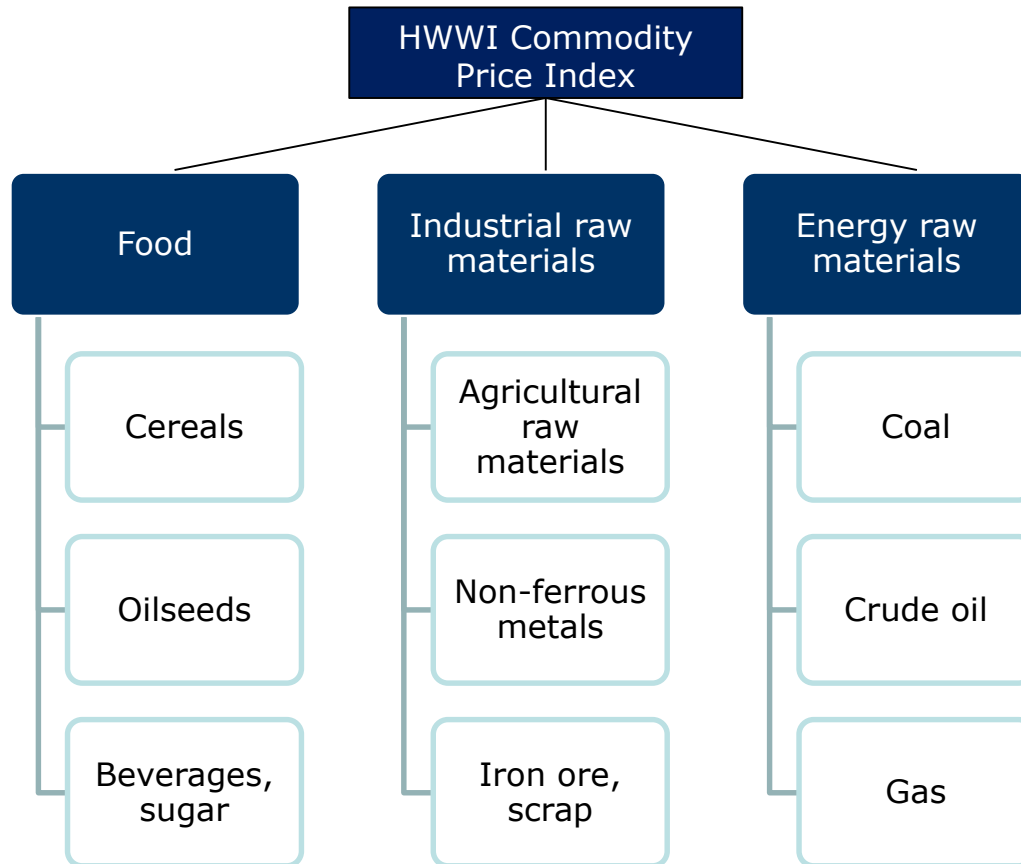 HWWI Commodity
Price Index
Food
Industrial raw
materials
Energy raw
materials
Cereals
Agricultural
raw
materials
Coal
Oilseeds
Non-ferrous
metals
Crude oil
Beverages,
sugar
Iron ore,
scrap
Gas